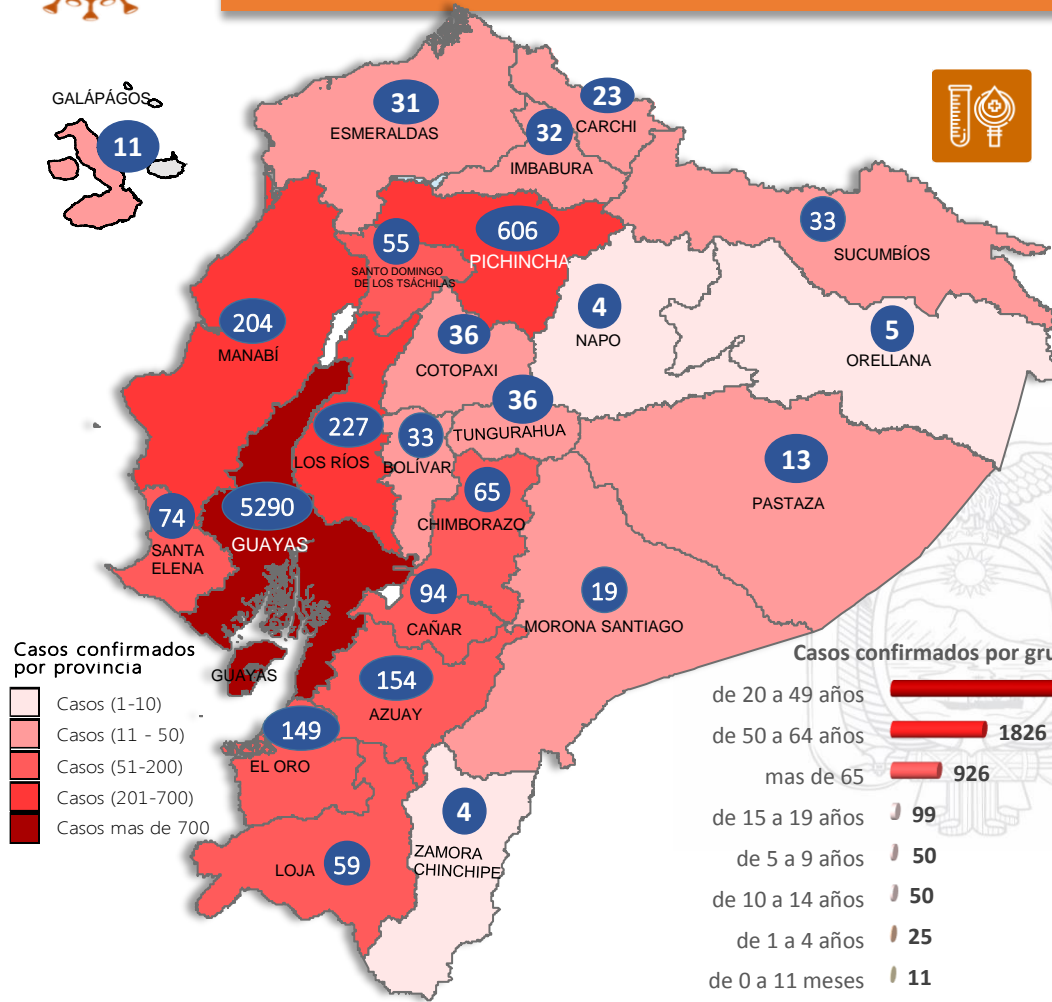 GALÁPÁGOS
11
31
ESMERALDAS
23
CARCHI
32
IMBABURA
33
SUCUMBÍOS
606
PICHINCHA
55
SANTO DOMINGO
DE LOS TSÁCHILAS
4
NAPO
5
ORELLANA
204
MANABÍ
36
COTOPAXI
36
TUNGURAHUA
227
LOS RÍOS
33
BOLÍVAR
13
PASTAZA
65
CHIMBORAZO
5290
GUAYAS
74
SANTA
ELENA
94
CAÑAR
19
MORONA SANTIAGO
GUAYAS
154
AZUAY
149
EL ORO
4
ZAMORA
CHINCHIPE
LOJA 59
Casos confirmados
por provincia
Casos (1-10)
Casos (11 - 50)
Casos (51-200)
Casos (201-700)
Casos mas de 700
Casos confirmados por gru
de 20 a 49 años
de 50 a 64 años 1826
mas de 65 926
de 15 a 19 años 99
de 5 a 9 años 50
de 10 a 14 años 50
de 1 a 4 años 25
de 0 a 11 meses 11